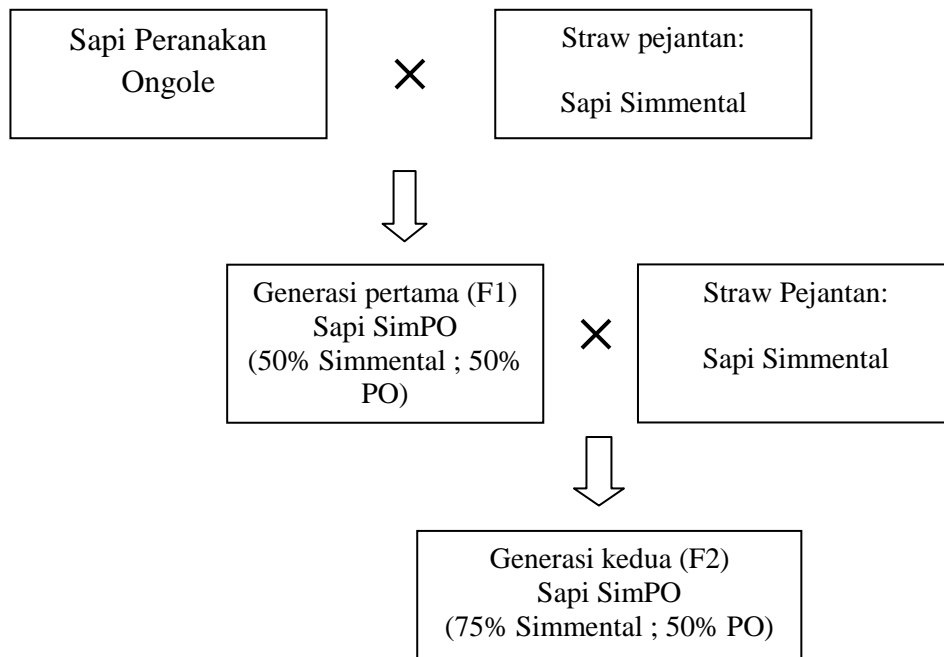 Sapi Peranakan
Ongole
×
Straw pejantan:
Sapi Simmental
Generasi pertama (F1)
Sapi SimPO
(50% Simmental ; 50%
PO)
×
Straw Pejantan:
Sapi Simmental
Generasi kedua (F2)
Sapi SimPO
(75% Simmental ; 50% PO)